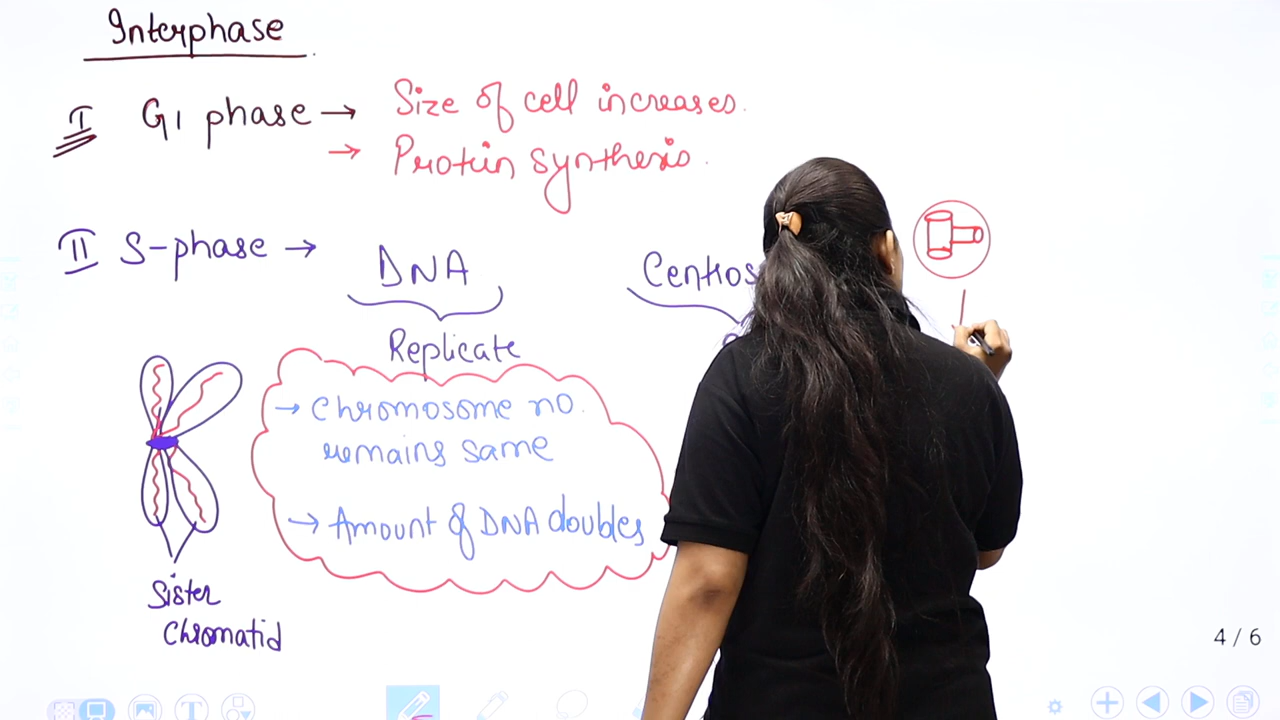 Interphase
I G1 phase → Size of cell increases.
→ Protein synthesis.
II S-phase →
DNA
Replicate
→ Chromosome no.
remains same
→ Amount of DNA doubles
Sister
Chromatid
4 / 6
T